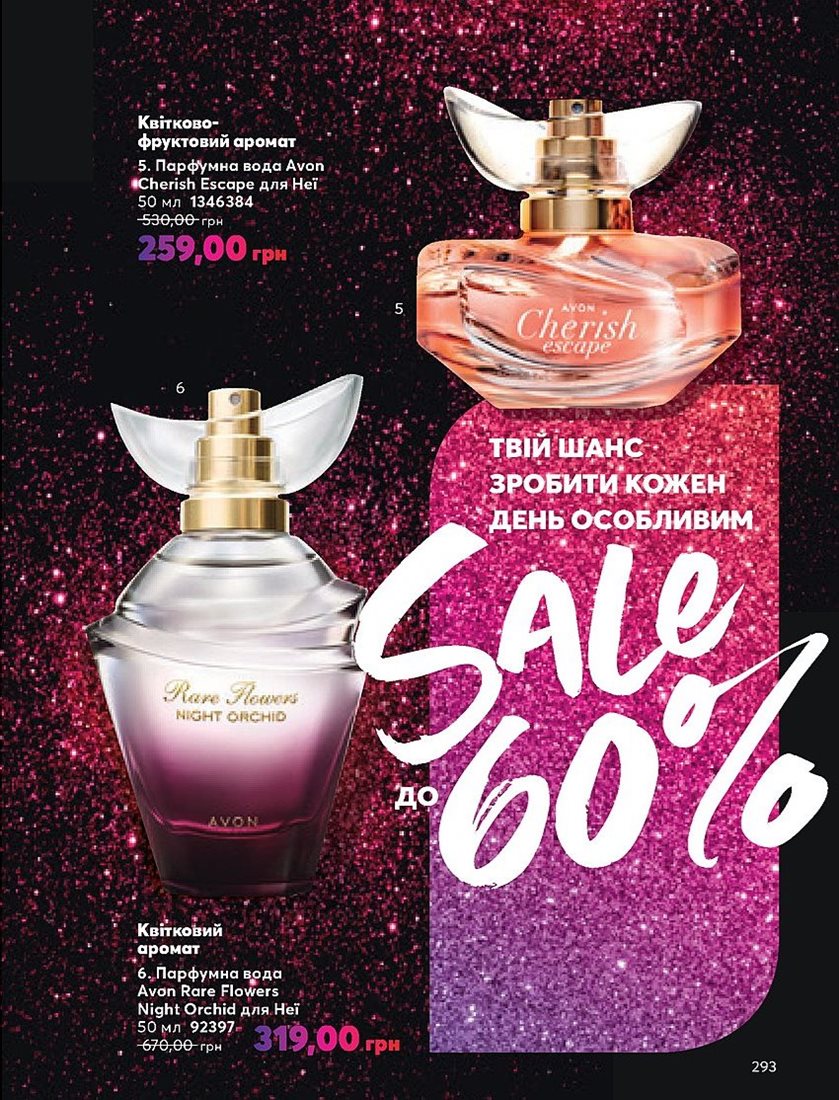 Квітково-
фруктовий аромат
5. Парфумна вода Avon
Cherish Escape для Неї
50 мл 1346384
530,00 грн
259,00 грн
5
AVON
Cherish
escape
6
ТВІЙ ШАНС
ЗРОБИТИ КОЖЕН
ДЕНЬ ОСОБЛИВИМ
SALE
ДО 60%
Rare Flowers
NIGHT ORCHID
AVON
Квітковий
аромат
6. Парфумна вода
Avon Rare Flowers
Night Orchid для Неї
50 мл 92397
670,00 грн
319,00 грн
293